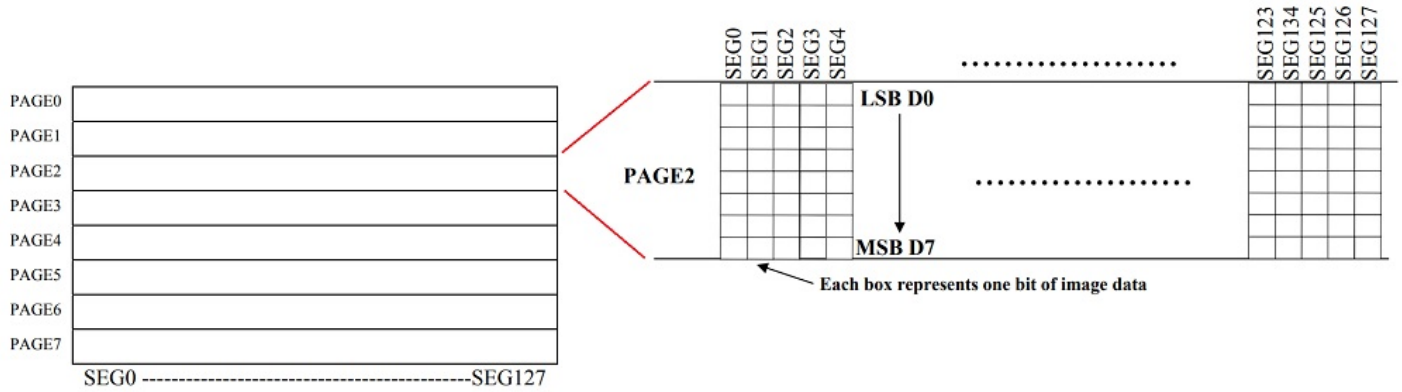 PAGE0
PAGE1
PAGE2
PAGE3
PAGE4
PAGE5
PAGE6
PAGE7
SEG0 --------------------------------------------SEG127
SEG0
SEG1
SEG2
SEG3
SEG4
........................
SEG123
SEG134
SEG125
SEG126
SEG127
LSB D0
PAGE2
........................
MSB D7
Each box represents one bit of image data